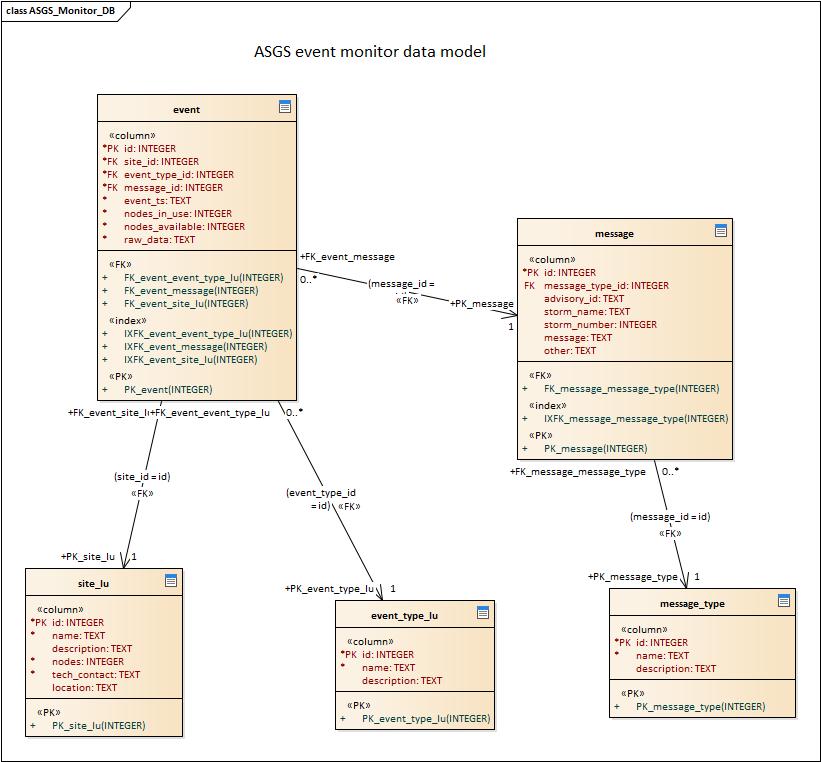 class ASGS_Monitor_DB
ASGS event monitor data model
event
«column»
*PK id: INTEGER
*FK site_id: INTEGER
*FK event_type_id: INTEGER
*FK message_id: INTEGER
* event_ts: TEXT
* nodes_in_use: INTEGER
* nodes_available: INTEGER
* raw_data: TEXT
«FK»
+ FK_event_event_type_lu(INTEGER)
+ FK_event_message(INTEGER)
+ FK_event_site_lu(INTEGER)
«index»
+ IXFK_event_event_type_lu(INTEGER)
+ IXFK_event_message(INTEGER)
+ IXFK_event_site_lu(INTEGER)
«PK»
+ PK_event(INTEGER)
+FK_event_message
0..*
(message_id =
«FK»
+PK_message
1
message
«column»
*PK id: INTEGER
FK message_type_id: INTEGER
advisory_id: TEXT
storm_name: TEXT
storm_number: INTEGER
message: TEXT
other: TEXT
«FK»
+ FK_message_message_type(INTEGER)
«index»
+ IXFK_message_message_type(INTEGER)
«PK»
+ PK_message(INTEGER)
+FK_event_site_l +FK_event_event_type_lu 0..*
(site_id = id)
«FK»
+PK_site_lu 1
(event_type_id
= id) «FK»
+PK_event_type_lu 1
+FK_message_message_type 0..*
(message_id = id)
«FK»
+PK_message_type 1
site_lu
«column»
*PK id: INTEGER
* name: TEXT
description: TEXT
* nodes: INTEGER
* tech_contact: TEXT
location: TEXT
«PK»
+ PK_site_lu(INTEGER)
event_type_lu
«column»
*PK id: INTEGER
* name: TEXT
description: TEXT
«PK»
+ PK_event_type_lu(INTEGER)
message_type
«column»
*PK id: INTEGER
* name: TEXT
description: TEXT
«PK»
+ PK_message_type(INTEGER)